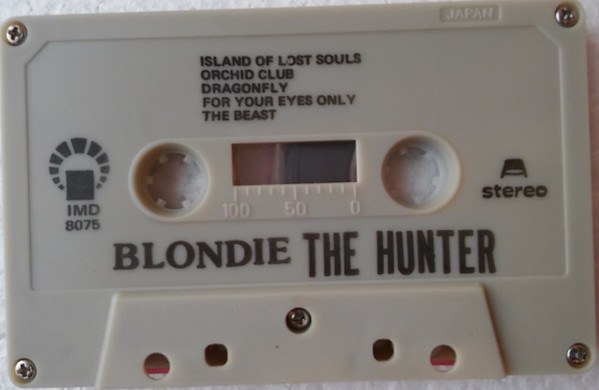 JAPAN
ISLAND OF LOST SOULS
ORCHID CLUB
DRAGONFLY
FOR YOUR EYES ONLY
THE BEAST
IMD
8075
100 50 0
stereo
BLONDIE THE HUNTER